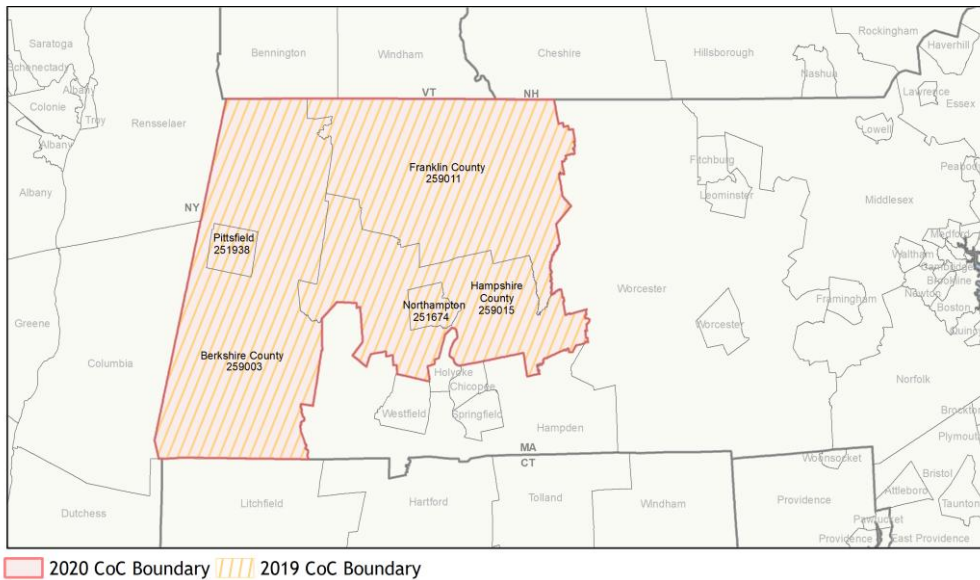 Saratoga
Bennington
Windham
Cheshire
Hillsborough
Rockingham
Haverhill
Schenectady
Albany
Colonie
Troy
Rensselaer
Albany
Albany
VT
NH
Nashua
Lawrence
Essex
Lowell
Peabod
Franklin County
259011
Fitchburg
Leominster
Middlesex
NY
Pittsfield
251938
Medford
Waltham
Cambridge
Brookline
Newton
Boston
Quin
Hampshire
County
259015
Northampton
251674
Worcester
Framingham
Worcester
Greene
Columbia
Berkshire County
259003
Holyoke
Chicopee
Westfield
Springfield
Hampden
Norfolk
Brockto
Plymout
MA
CT
Woonsocket
Bristol
Attleboro
Taunton
Dutchess
Litchfield
Hartford
Tolland
Windham
Providence
Pawtucket
Providence
East Providence
2020 CoC Boundary
2019 CoC Boundary